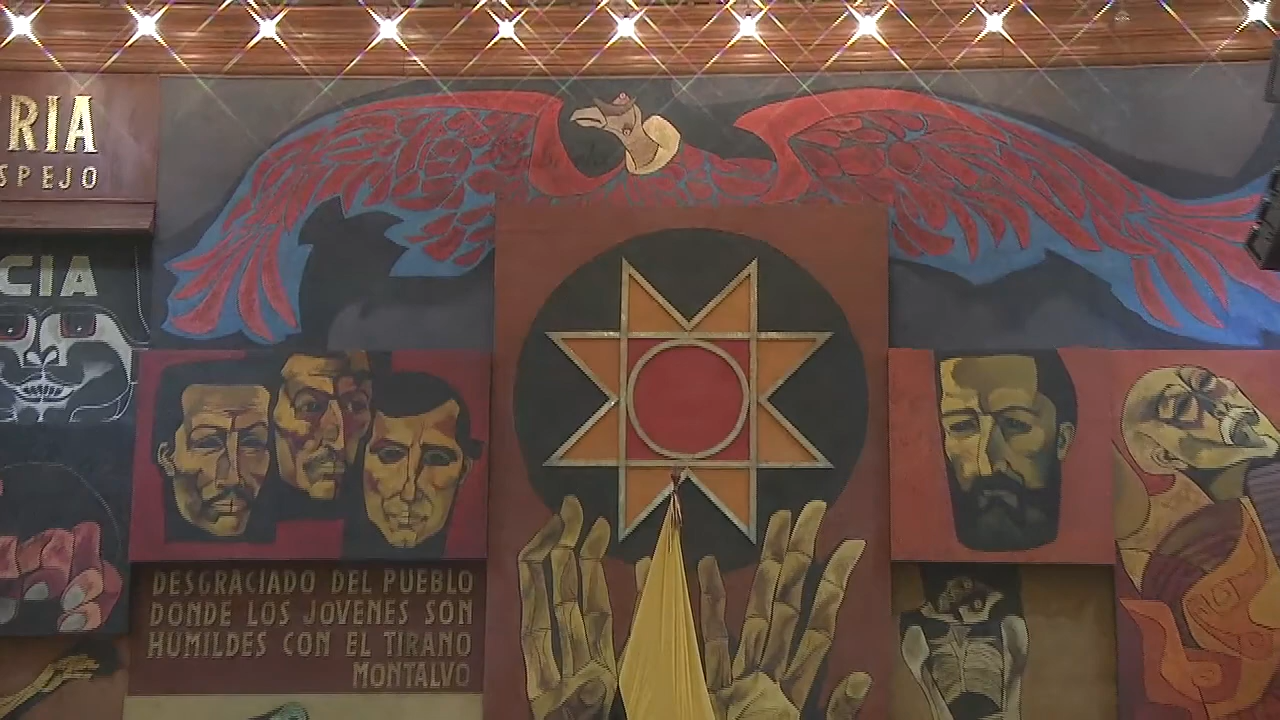 RIA
SPEJO
CIA
DESGRACIADO DEL PUEBLO
DONDE LOS JOVENES SON
HUMILDES CON EL TIRANO
MONTALVO